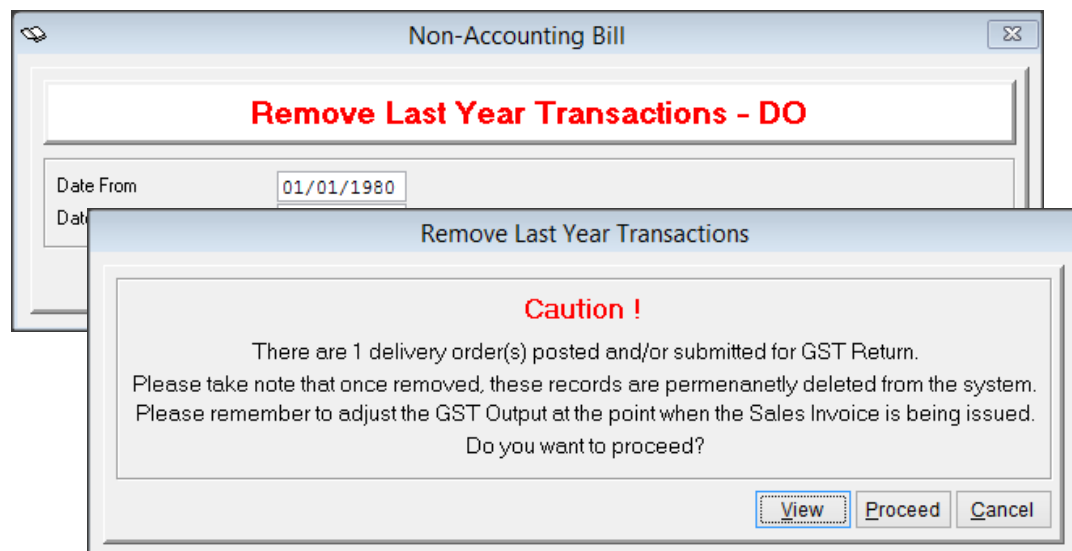 Non-Accounting Bill
Remove Last Year Transactions - DO
Date From 01/01/1980
Remove Last Year Transactions
Caution !
There are 1 delivery order(s) posted and/or submitted for GST Return.
Please take note that once removed, these records are permenanetly deleted from the system.
Please remember to adjust the GST Output at the point when the Sales Invoice is being issued.
Do you want to proceed?
View Proceed Cancel